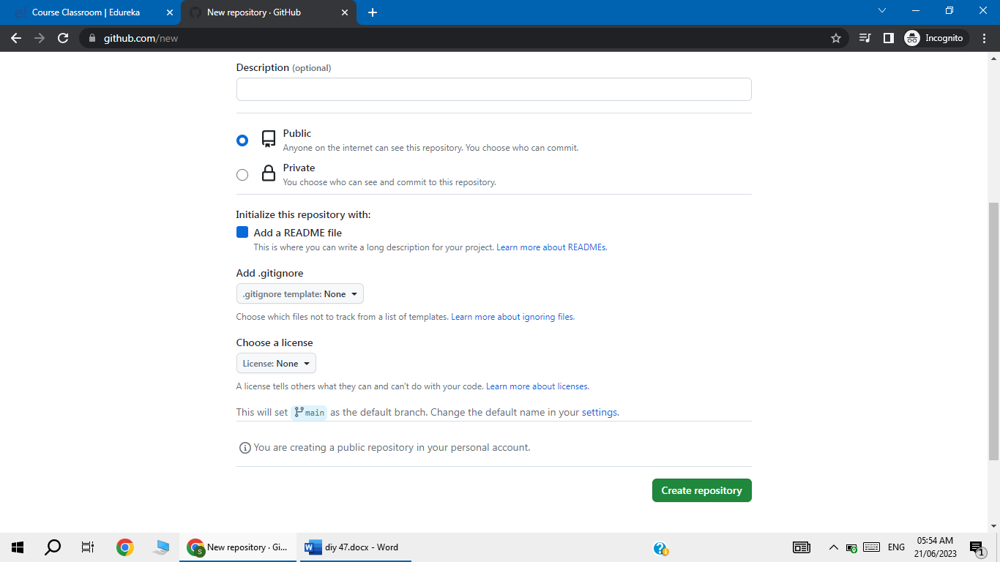 Course Classroom | Edureka
New repository · GitHub
github.com/new
Incognito
Description (optional)
Public
Anyone on the internet can see this repository. You choose who can commit.
Private
You choose who can see and commit to this repository.
Initialize this repository with:
Add a README file
This is where you can write a long description for your project. Learn more about READMEs.
Add .gitignore
.gitignore template: None
Choose which files not to track from a list of templates. Learn more about ignoring files.
Choose a license
License: None
A license tells others what they can and can't do with your code. Learn more about licenses.
This will set main as the default branch. Change the default name in your settings.
You are creating a public repository in your personal account.
Create repository
S
New repository · Gi...
W
diy 47.docx - Word
ENG
05:54 AM
21/06/2023
1